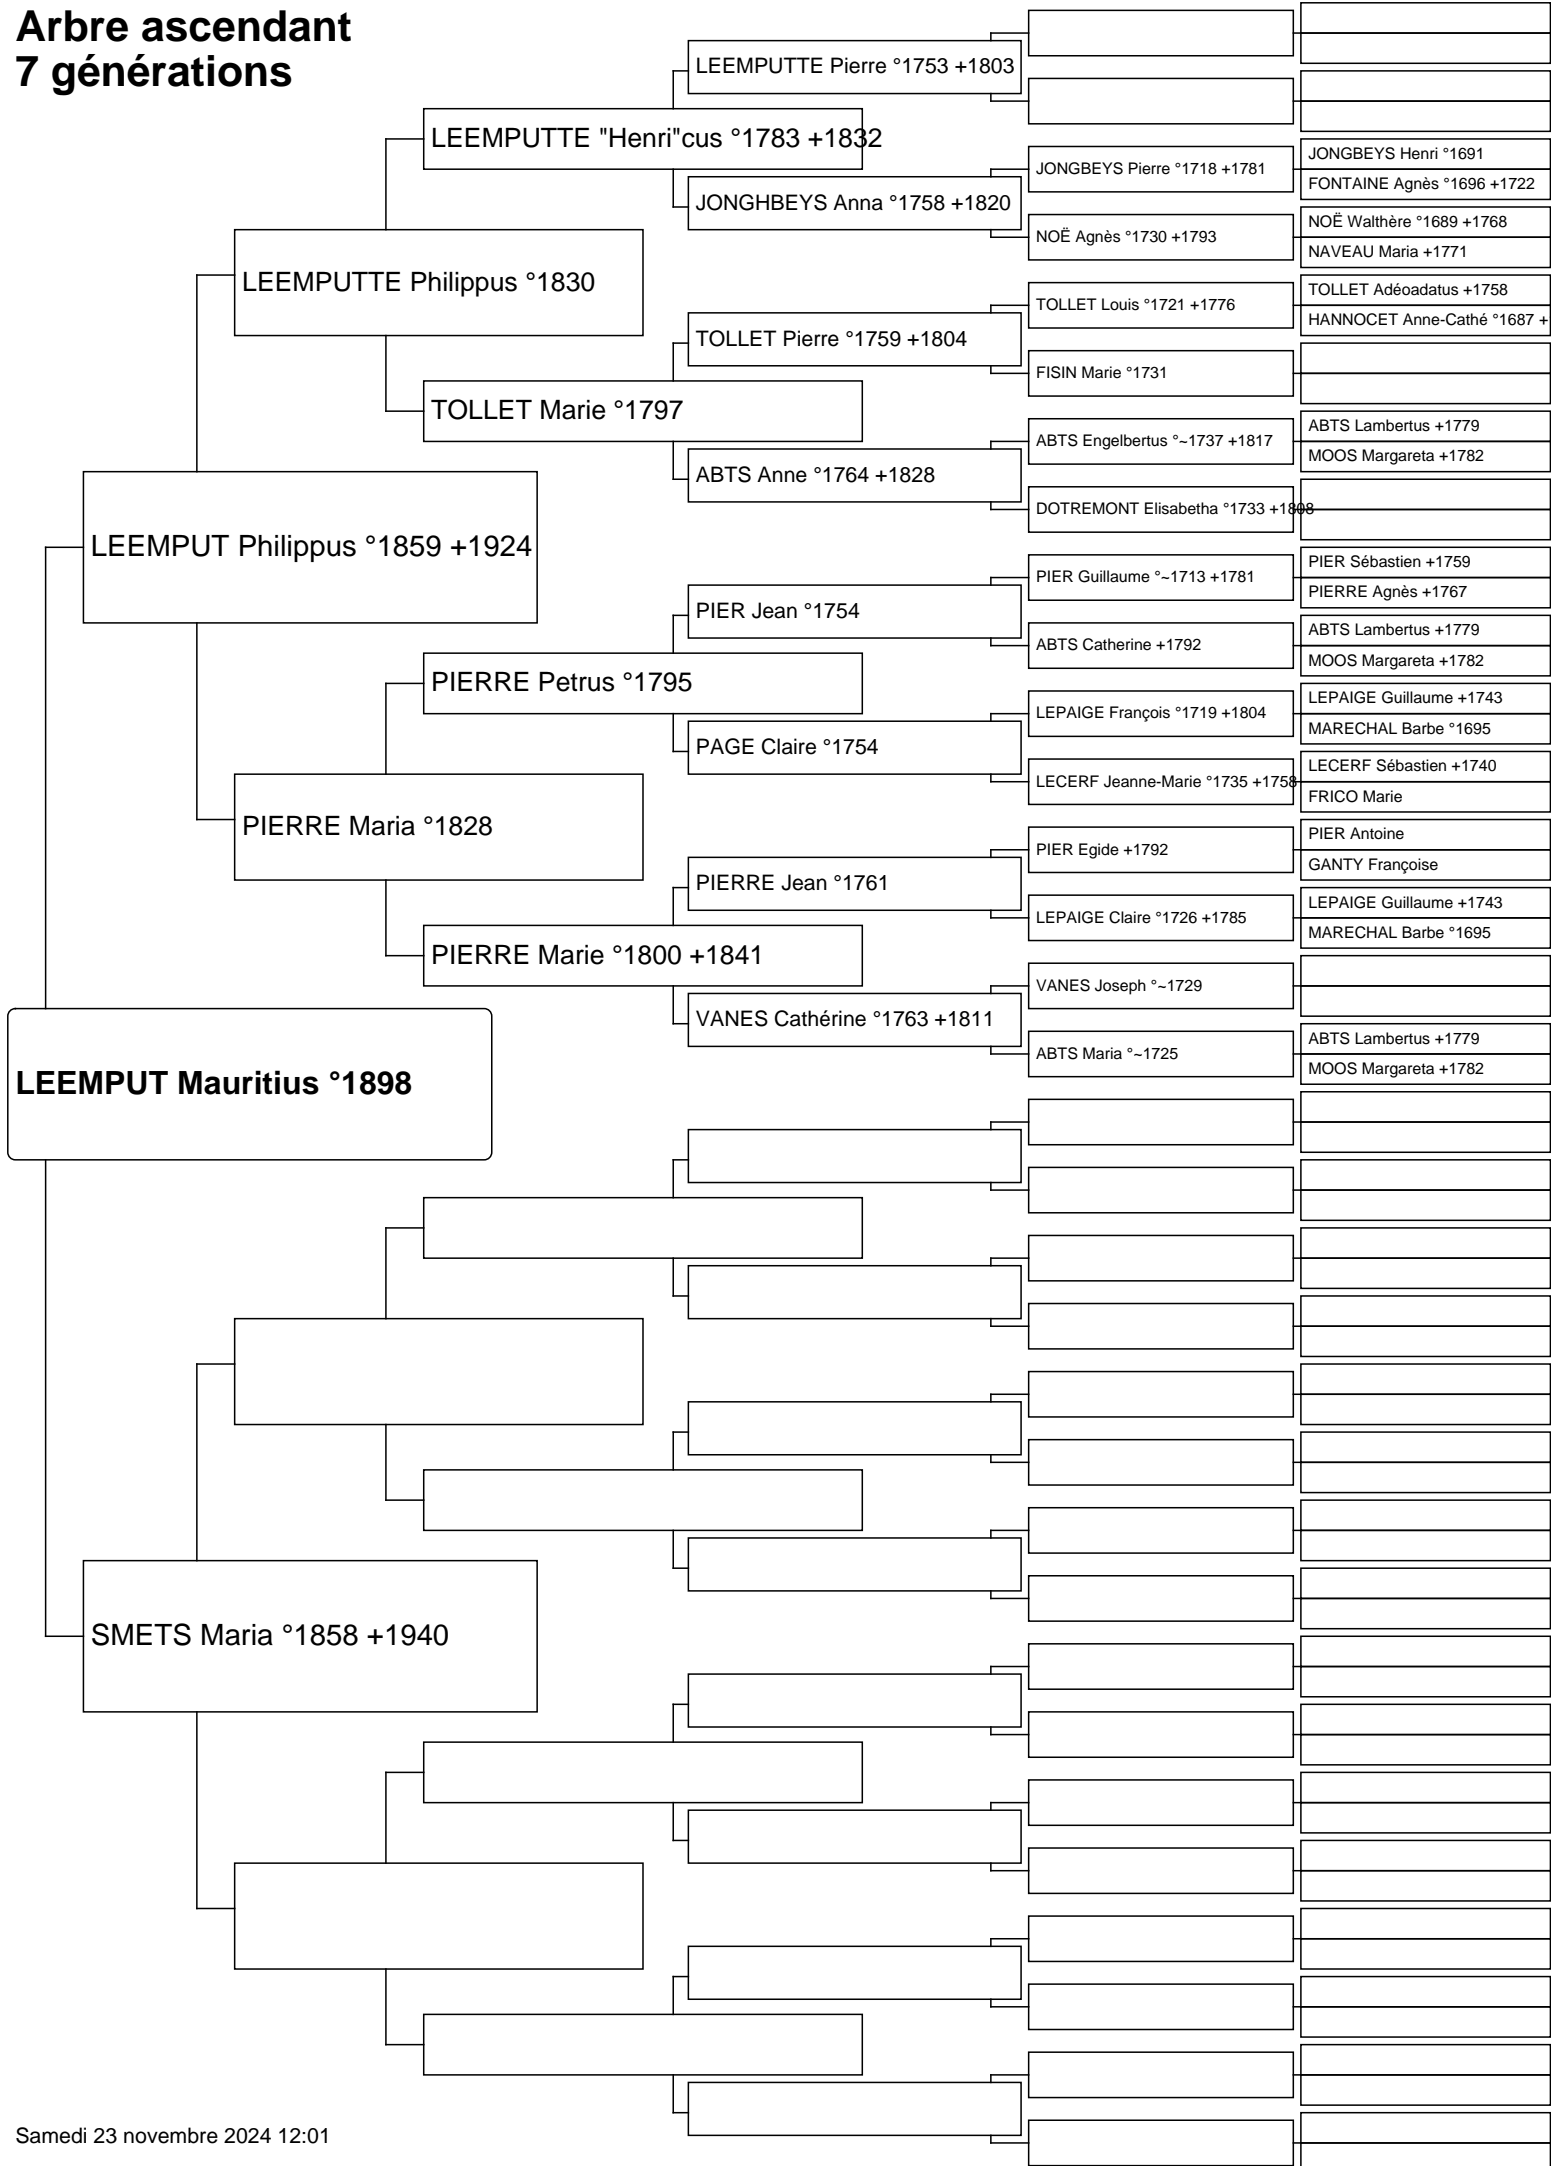 Arbre ascendant
7 générations
LEEMPUTTE Pierre °1753 +1803
LEEMPUTTE "Henri"cus °1783 +1832
JONGBEYS Henri °1691
JONGBEYS Pierre °1718 +1781
FONTAINE Agnès °1696 +1722
JONGHBEYS Anna °1758 +1820
NOË Walthère °1689 +1768
NOË Agnès °1730 +1793
NAVEAU Maria +1771
LEEMPUTTE Philippus °1830
TOLLET Adéoadatus +1758
TOLLET Louis °1721 +1776
HANNOCET Anne-Cathé °1687 +
TOLLET Pierre °1759 +1804
FISIN Marie °1731
TOLLET Marie °1797
ABTS Lambertus +1779
ABTS Engelbertus °~1737 +1817
MOOS Margareta +1782
ABTS Anne °1764 +1828
DOTREMONT Elisabetha °1733 +1808
LEEMPUT Philippus °1859 +1924
PIER Sébastien +1759
PIER Guillaume °~1713 +1781
PIERRE Agnès +1767
PIER Jean °1754
ABTS Lambertus +1779
ABTS Catherine +1792
MOOS Margareta +1782
PIERRE Petrus °1795
LEPAIGE Guillaume +1743
LEPAIGE François °1719 +1804
MARECHAL Barbe °1695
PAGE Claire °1754
LECERF Sébastien +1740
LECERF Jeanne-Marie °1735 +1758
FRICO Marie
PIERRE Maria °1828
PIER Antoine
PIER Egide +1792
GANTY Françoise
PIERRE Jean °1761
LEPAIGE Guillaume +1743
LEPAIGE Claire °1726 +1785
MARECHAL Barbe °1695
PIERRE Marie °1800 +1841
VANES Joseph °~1729
VANES Cathérine °1763 +1811
ABTS Lambertus +1779
ABTS Maria °~1725
MOOS Margareta +1782
LEEMPUT Mauritius °1898
SMETS Maria °1858 +1940
Samedi 23 novembre 2024 12:01